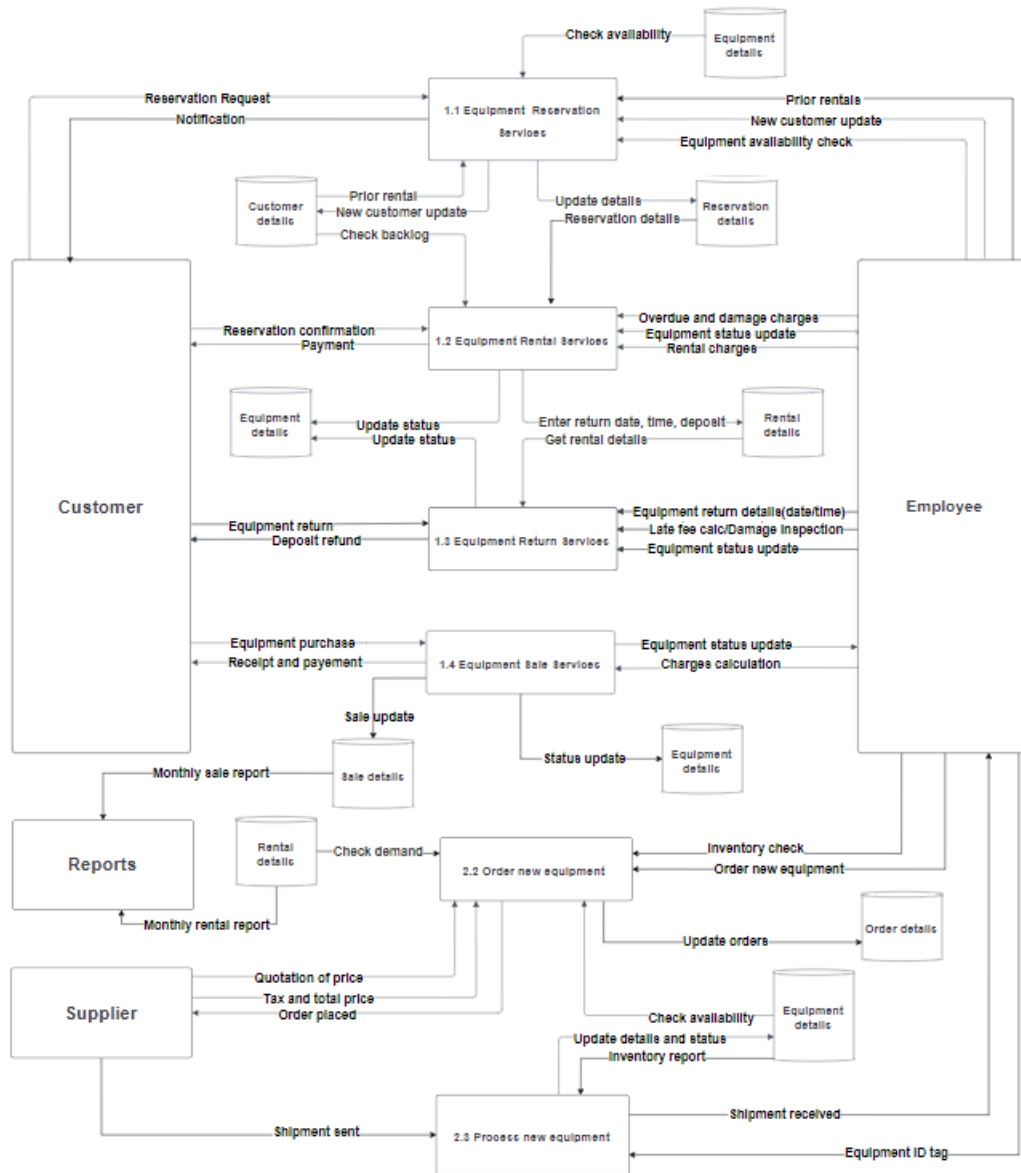 Check availability
Equipment
details
Reservation Request
Notification
1.1 Equipment Reservation
Services
Prior rentals
New customer update
Equipment availability check
Customer
details
Prior rental
New customer update
Check backlog
Update details
Reservation details
Reservation
details
Reservation confirmation
Payment
1.2 Equipment Rental Services
Overdue and damage charges
Equipment status update
Rental charges
Equipment
details
Update status
Update status
Enter return date, time, deposit
Get rental details
Rental
details
Customer
Employee
Equipment return
Deposit refund
1.3 Equipment Return Services
Equipment return details(date/time)
Late fee calc/Damage inspection
Equipment status update
Equipment purchase
Receipt and payement
1.4 Equipment Sale Services
Equipment status update
Charges calculation
Sale update
Status update
Equipment
details
Monthly sale report
Sale details
Reports
Rental
details
Check demand
2.2 Order new equipment
Inventory check
Order new equipment
Monthly rental report
Update orders
Order details
Supplier
Quotation of price
Tax and total price
Order placed
Check availability
Update details and status
Inventory report
Equipment
details
Shipment sent
2.3 Process new equipment
Shipment received
Equipment ID tag